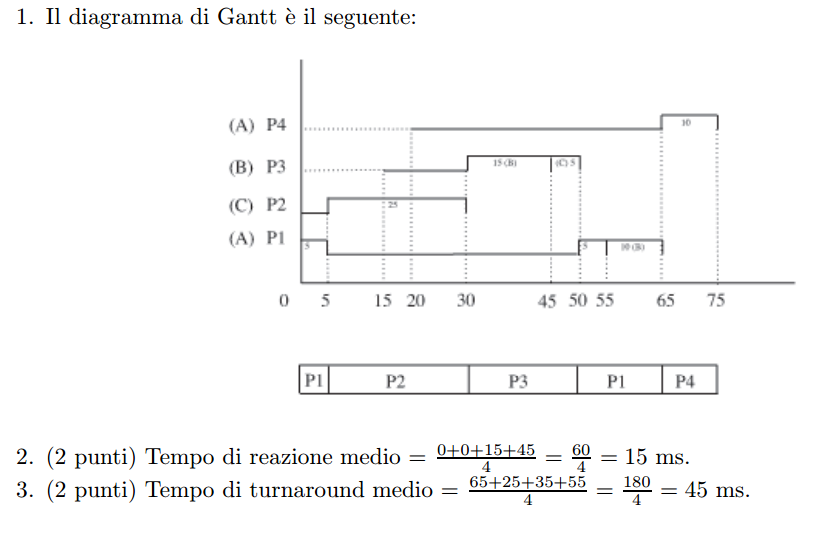 1. Il diagramma di Gantt è il seguente:
(A) P4 10
(B) P3 15 (B) (C) 5
(C) P2 25
(A) P1 5 5 10 (B)
0 5 15 20 30 45 50 55 65 75
P1 P2 P3 P1 P4
2. (2 punti) Tempo di reazione medio = 0+0+15+45/4 = 60/4 = 15 ms.
3. (2 punti) Tempo di turnaround medio = 65+25+35+55/4 = 180/4 = 45 ms.